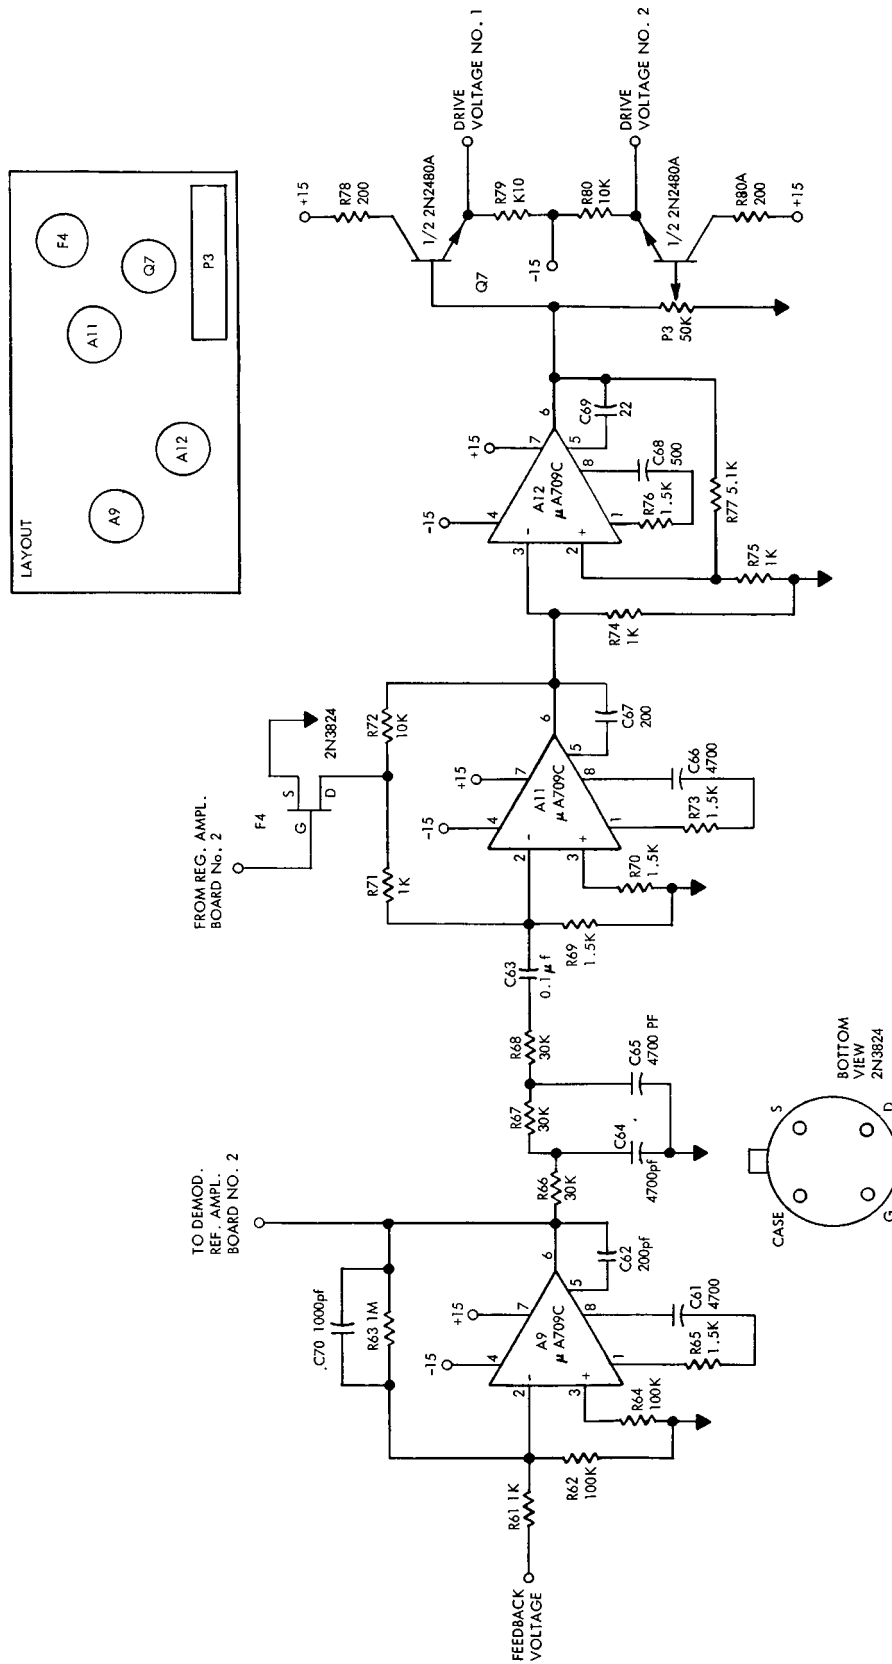 LAYOUT
A9
A12
A11
Q7
F4
P3
FROM REG. AMPL.
BOARD No. 2
F4
G
S
D
2N3824
TO DEMOD.
REF. AMPL.
BOARD NO. 2
FEEDBACK
VOLTAGE
R61 1K
R62
100K
.C70 1000pf
R63 1M
-15
+15
4
7
2
-
3
+
A9
μA709C
6
5
8
1
R64
100K
R65
1.5K
C61
4700
C62
200pf
R66
30K
R67
30K
R68
30K
C64
4700pf
C65
4700 PF
C63
0.1μf
R69
1.5K
R70
1.5K
R71
1K
R72
10K
-15
+15
4
7
2
-
3
+
A11
μA709C
6
5
8
1
R73
1.5K
C66
4700
C67
200
R74
1K
R75
1K
-15
+15
4
7
3
-
2
+
A12
μA709C
6
5
8
1
R76
1.5K
C68
500
C69
22
R77 5.1K
P3
50K
Q7
+15
R78
200
1/2 2N2480A
R79
K10
-15
R80
10K
1/2 2N2480A
R80A
200
+15
DRIVE
VOLTAGE NO. 1
DRIVE
VOLTAGE NO. 2
CASE
S
G
D
BOTTOM
VIEW
2N3824